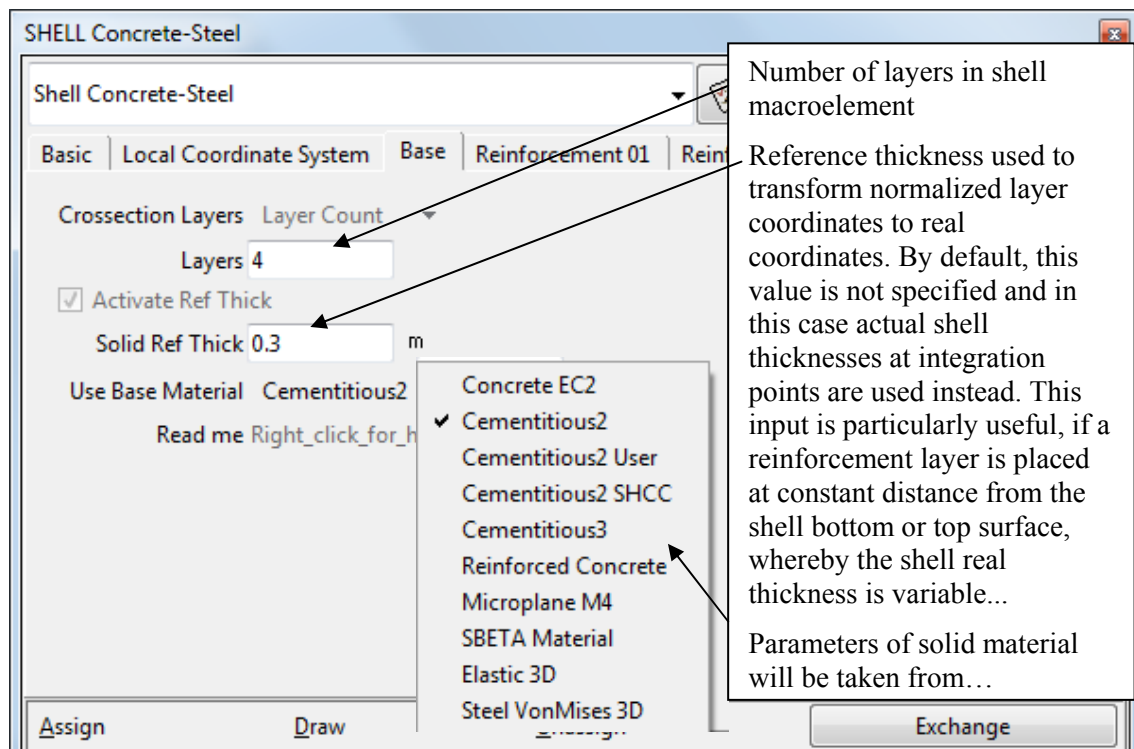 SHELL Concrete-Steel
Shell Concrete-Steel
Basic Local Coordinate System Base Reinforcement 01
Crossection Layers Layer Count
Layers 4
Activate Ref Thick
Solid Ref Thick 0.3 m
Use Base Material Cementitious2
Read me Right_click_for_h
Concrete EC2
Cementitious2
Cementitious2 User
Cementitious2 SHCC
Cementitious3
Reinforced Concrete
Microplane M4
SBETA Material
Elastic 3D
Steel VonMises 3D
Assign Draw Exchange
Number of layers in shell
macroelement
Reference thickness used to
transform normalized layer
coordinates to real
coordinates. By default, this
value is not specified and in
this case actual shell
thicknesses at integration
points are used instead. This
input is particularly useful, if a
reinforcement layer is placed
at constant distance from the
shell bottom or top surface,
whereby the shell real
thickness is variable...
Parameters of solid material
will be taken from…